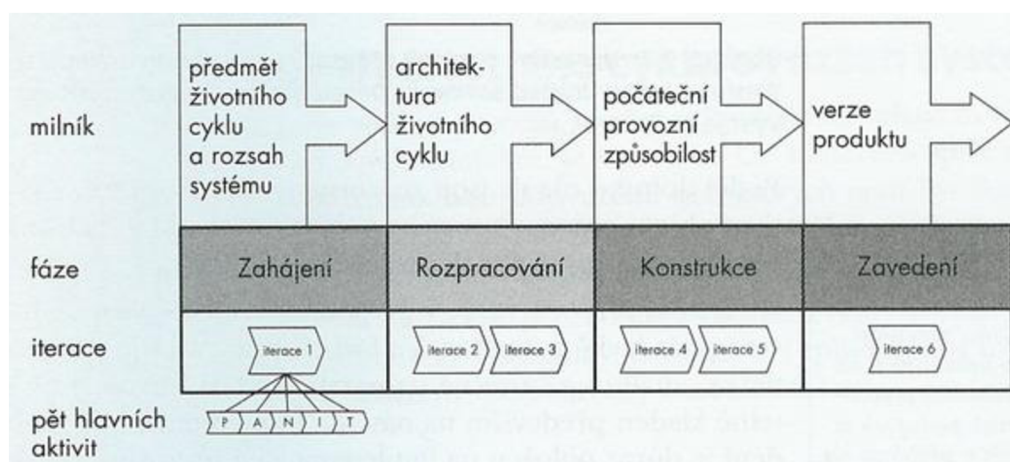 milník
předmět
životního
cyklu
a rozsah
systému
architek-
tura
životního
cyklu
počáteční
provozní
způsobilost
verze
produktu
fáze
Zahájení
Rozpracování
Konstrukce
Zavedení
iterace
iterace 1
iterace 2
iterace 3
iterace 4
iterace 5
iterace 6
pět hlavních
aktivit
P A N I